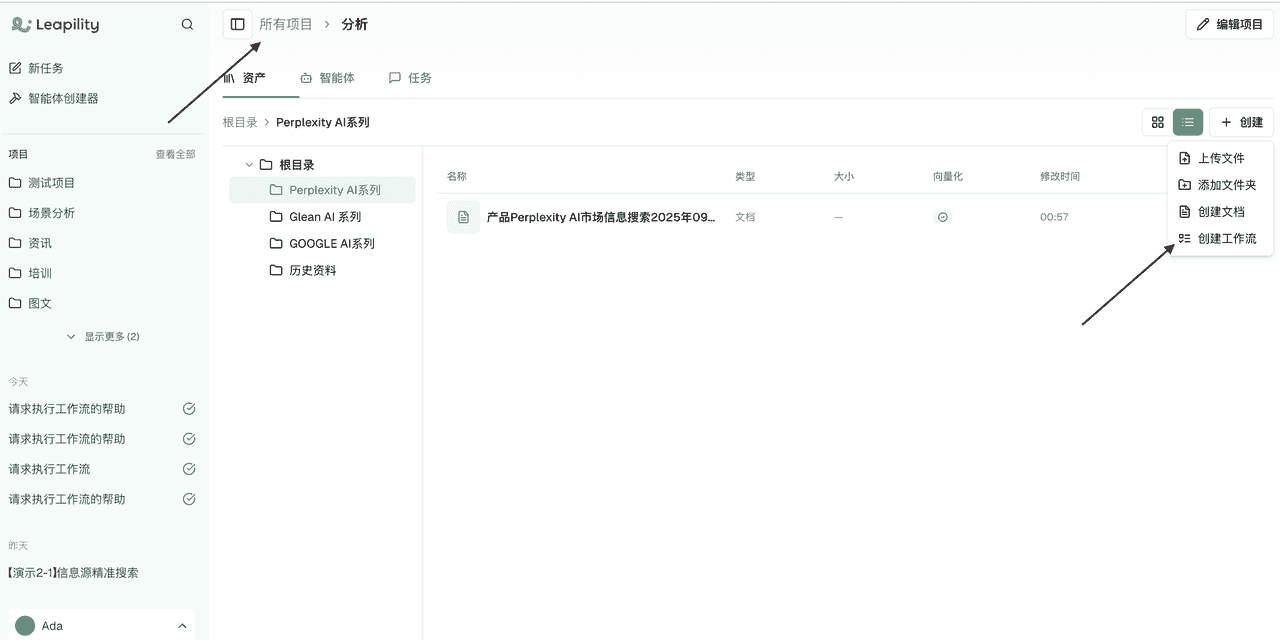 Leapility
新任务
智能体创建器
项目
查看全部
测试项目
场景分析
资讯
培训
图文
显示更多 (2)
今天
请求执行工作流的帮助
请求执行工作流的帮助
请求执行工作流
请求执行工作流的帮助
昨天
【演示2-1】信息源精准搜索
Ada
所有项目 > 分析
编辑项目
资产
智能体
任务
根目录 > Perplexity AI系列
+ 创建
上传文件
添加文件夹
创建文档
创建工作流
根目录
Perplexity AI系列
Glean AI 系列
GOOGLE AI系列
历史资料
名称 类型 大小 向量化 修改时间
产品Perplexity AI市场信息搜索2025年09... 文档 — 00:57